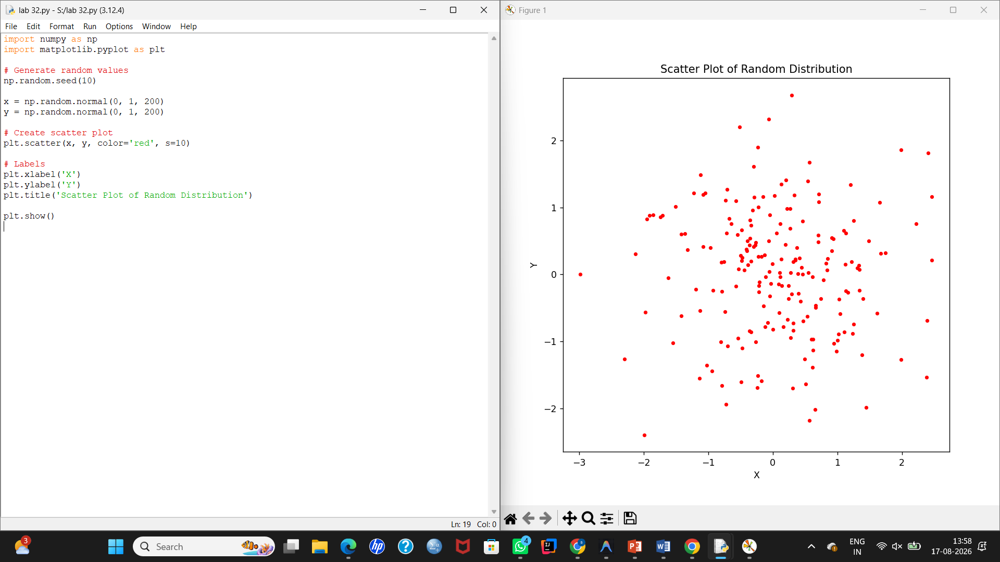 lab 32.py - S:/lab 32.py (3.12.4)
File Edit Format Run Options Window Help
import numpy as np
import matplotlib.pyplot as plt
# Generate random values
np.random.seed(10)
x = np.random.normal(0, 1, 200)
y = np.random.normal(0, 1, 200)
# Create scatter plot
plt.scatter(x, y, color='red', s=10)
# Labels
plt.xlabel('X')
plt.ylabel('Y')
plt.title('Scatter Plot of Random Distribution')
plt.show()
Ln: 19 Col: 0
Figure 1
Scatter Plot of Random Distribution
2
1
0
−1
−2
Y
−3 −2 −1 0 1 2
X
3
Search
hp
4
IJ
S
P
W
ENG
IN
13:58
17-08-2026